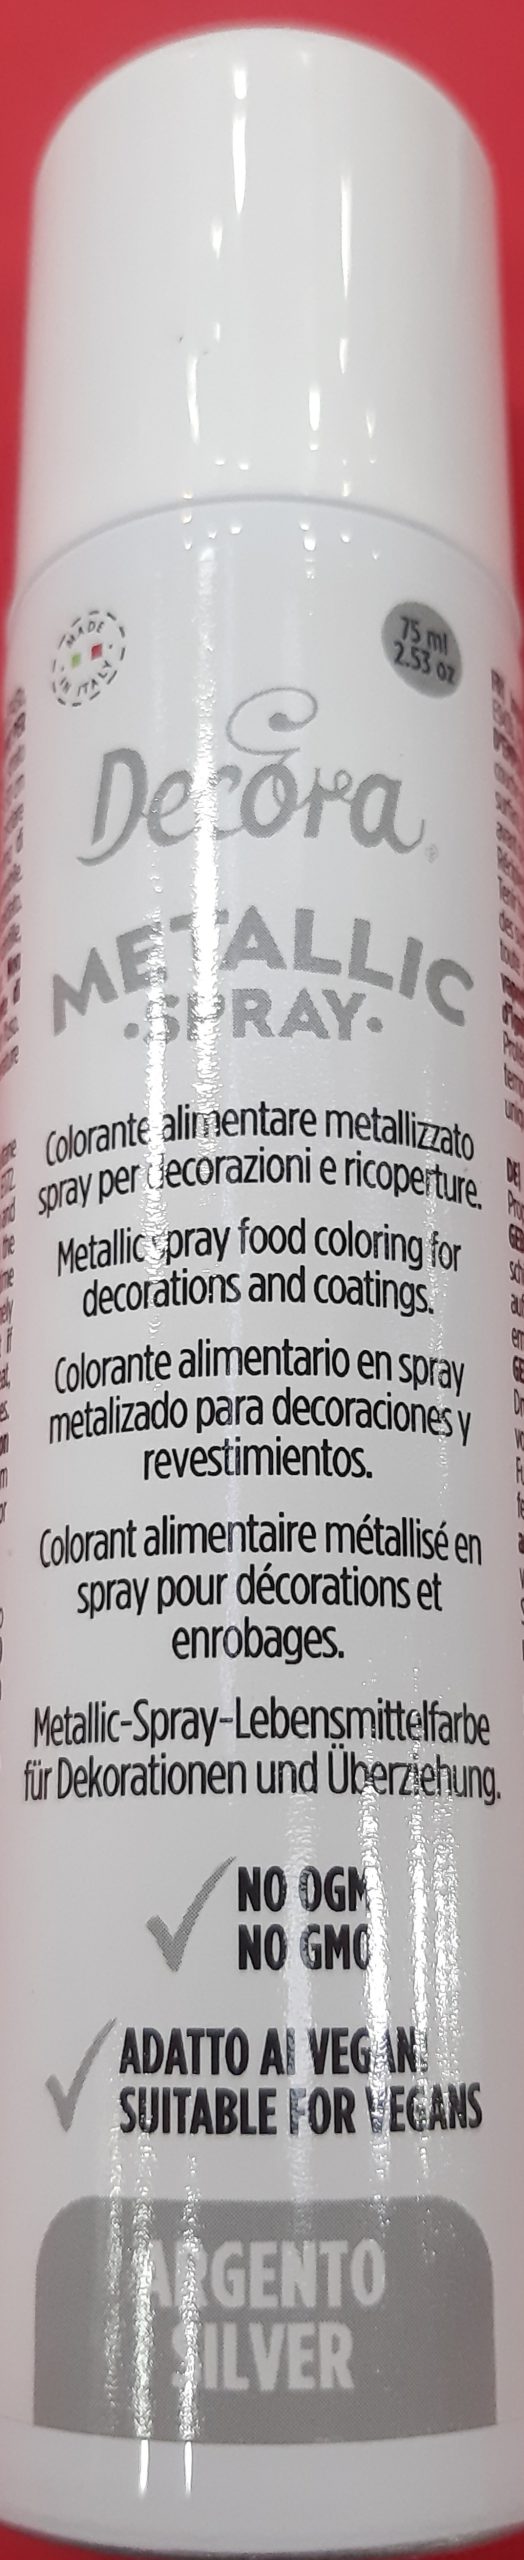 MADE
IN ITALY
75 ml
2.53 oz
Decora
METALLIC
·SPRAY·
Colorante alimentare metallizzato
spray per decorazioni e ricoperture.
Metallic spray food coloring for
decorations and coatings.
Colorante alimentario en spray
metalizado para decoraciones y
revestimientos.
Colorant alimentaire métallisé en
spray pour décorations et
enrobages.
Metallic-Spray-Lebensmittelfarbe
für Dekorationen und Überziehung.
NO OGM
NO GMO
ADATTO AI VEGANI
SUITABLE FOR VEGANS
ARGENTO
SILVER